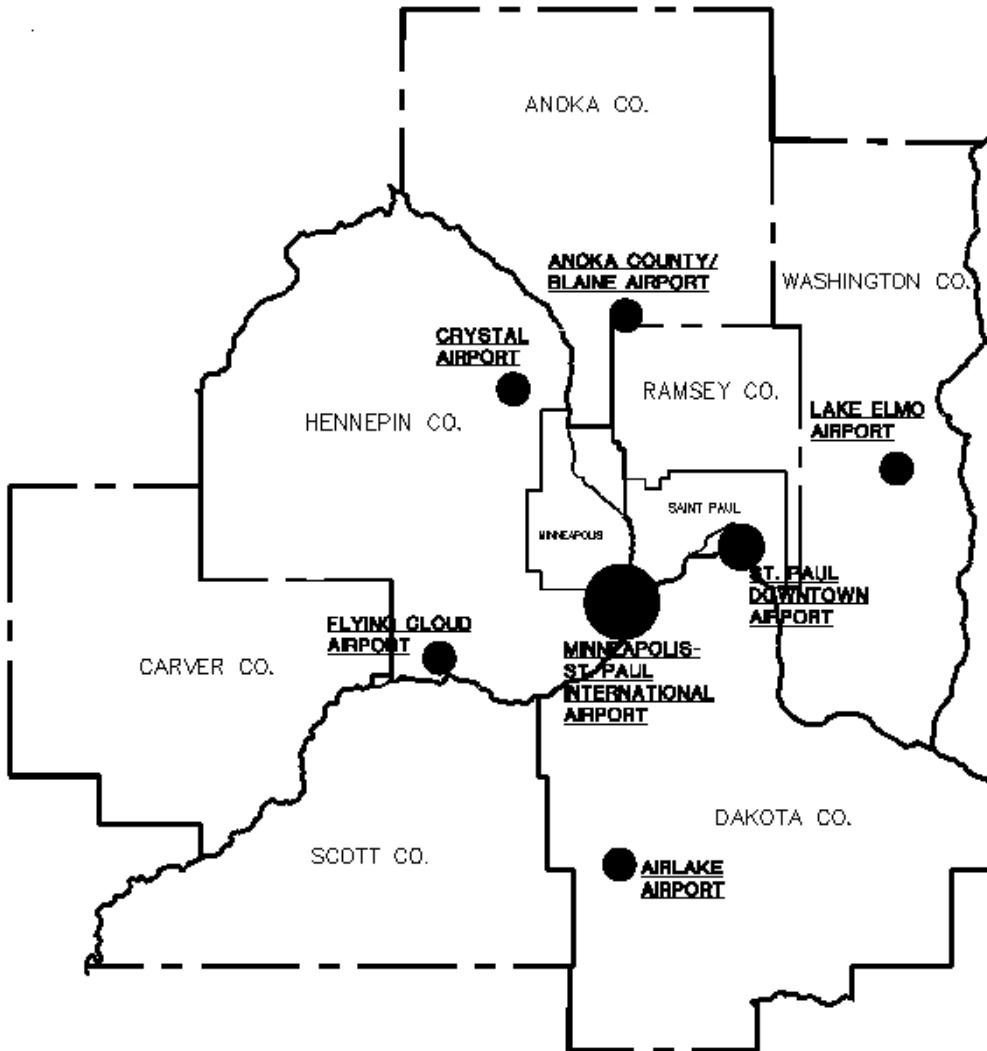 ANOKA CO.
ANOKA COUNTY/
BLAINE AIRPORT
WASHINGTON CO.
CRYSTAL
AIRPORT
RAMSEY CO.
HENNEPIN CO.
LAKE ELMO
AIRPORT
SAINT PAUL
MINNEAPOLIS
ST. PAUL
DOWNTOWN
AIRPORT
FLYING CLOUD
AIRPORT
MINNEAPOLIS-
ST. PAUL
INTERNATIONAL
AIRPORT
CARVER CO.
DAKOTA CO.
SCOTT CO.
AIRLAKE
AIRPORT